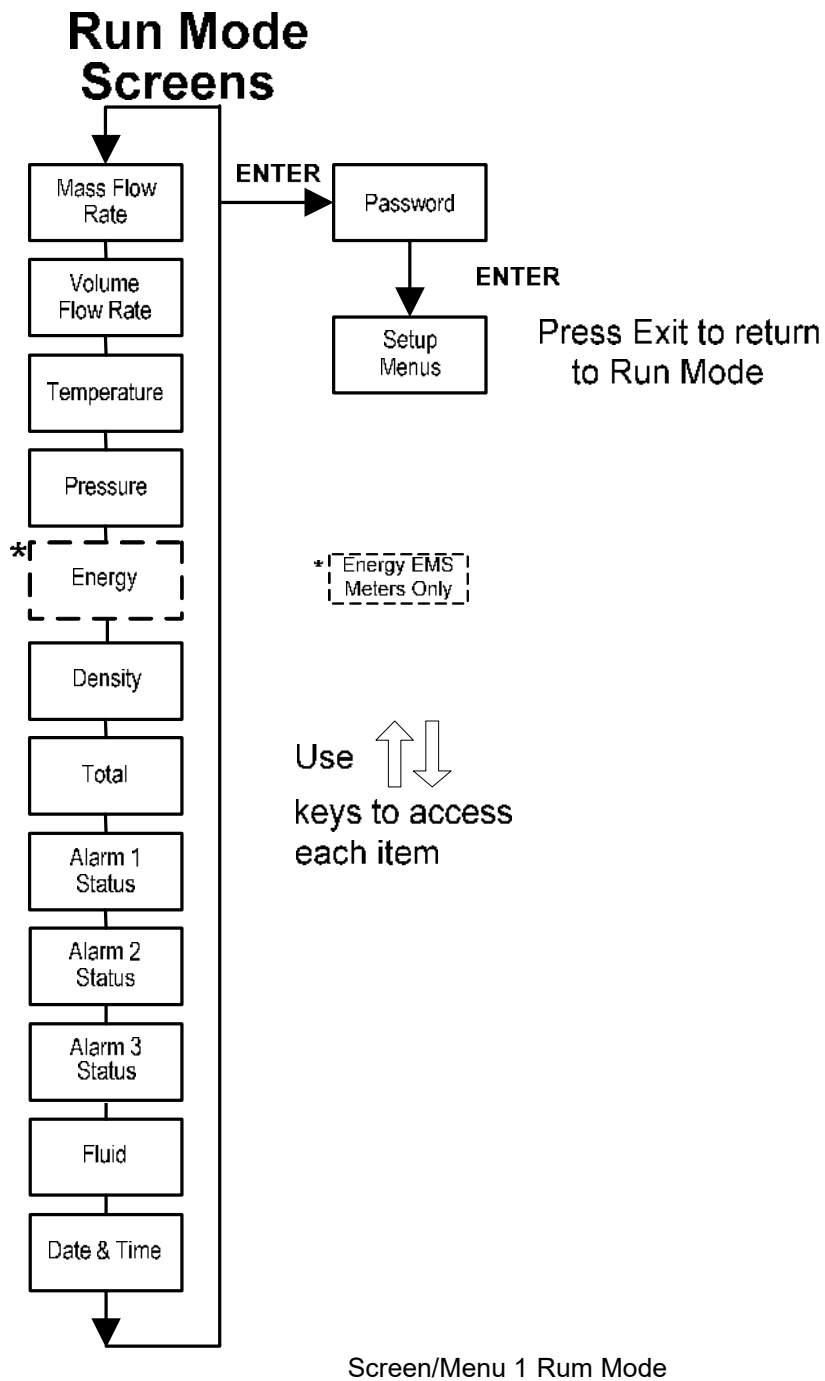 Run Mode
Screens
Mass Flow
Rate
Volume
Flow Rate
Temperature
Pressure
*
Energy
Density
Total
Alarm 1
Status
Alarm 2
Status
Alarm 3
Status
Fluid
Date & Time
ENTER
Password
ENTER
Setup
Menus
Press Exit to return
to Run Mode
* Energy EMS
Meters Only
Use
keys to access
each item
Screen/Menu 1 Rum Mode